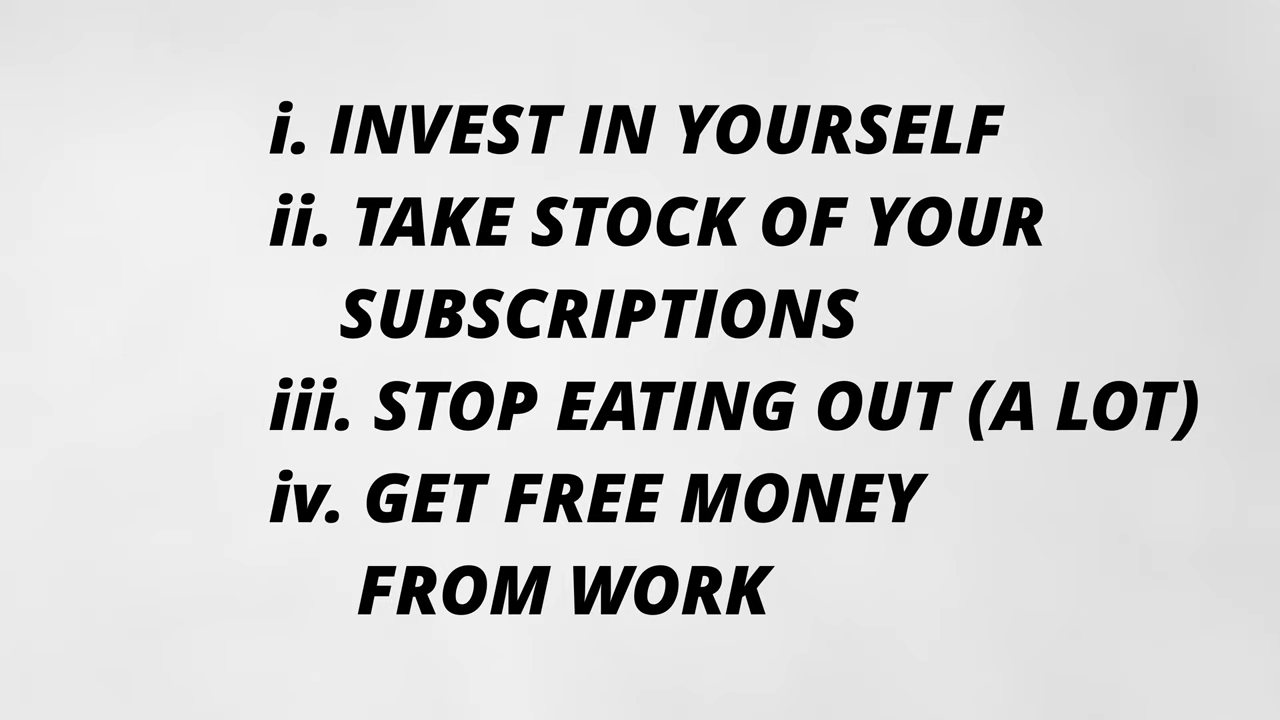 i. INVEST IN YOURSELF
ii. TAKE STOCK OF YOUR
SUBSCRIPTIONS
iii. STOP EATING OUT (A LOT)
iv. GET FREE MONEY
FROM WORK